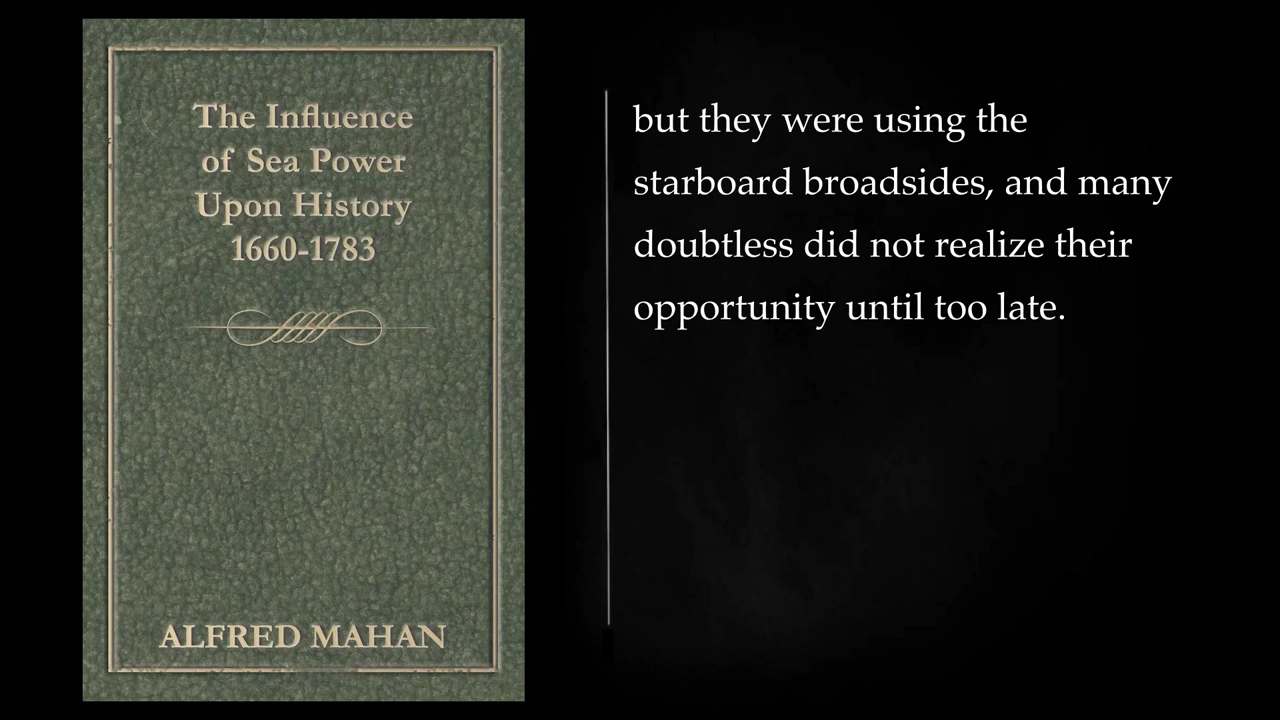 The Influence
of Sea Power
Upon History
1660-1783
ALFRED MAHAN
but they were using the
starboard broadsides, and many
doubtless did not realize their
opportunity until too late.